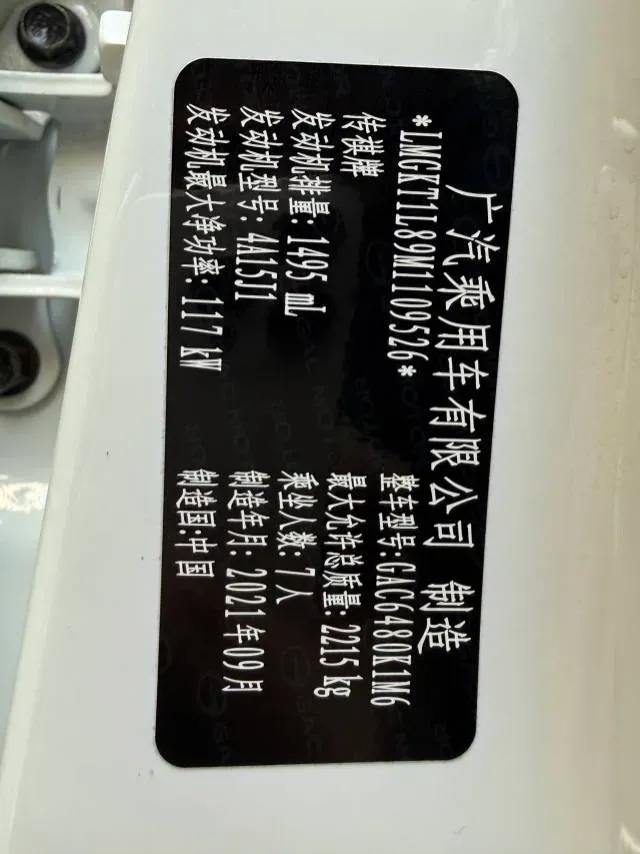 广汽乘用车有限公司 制造
*LMGKT1L89M1109526*
传祺牌 整车型号:GAC6480K1M6
发动机排量:1495 mL 最大允许总质量:2215 kg
发动机型号:4A15J1 乘坐人数:7人
发动机最大净功率:117 kW 制造年月:2021年09月
制造国:中国